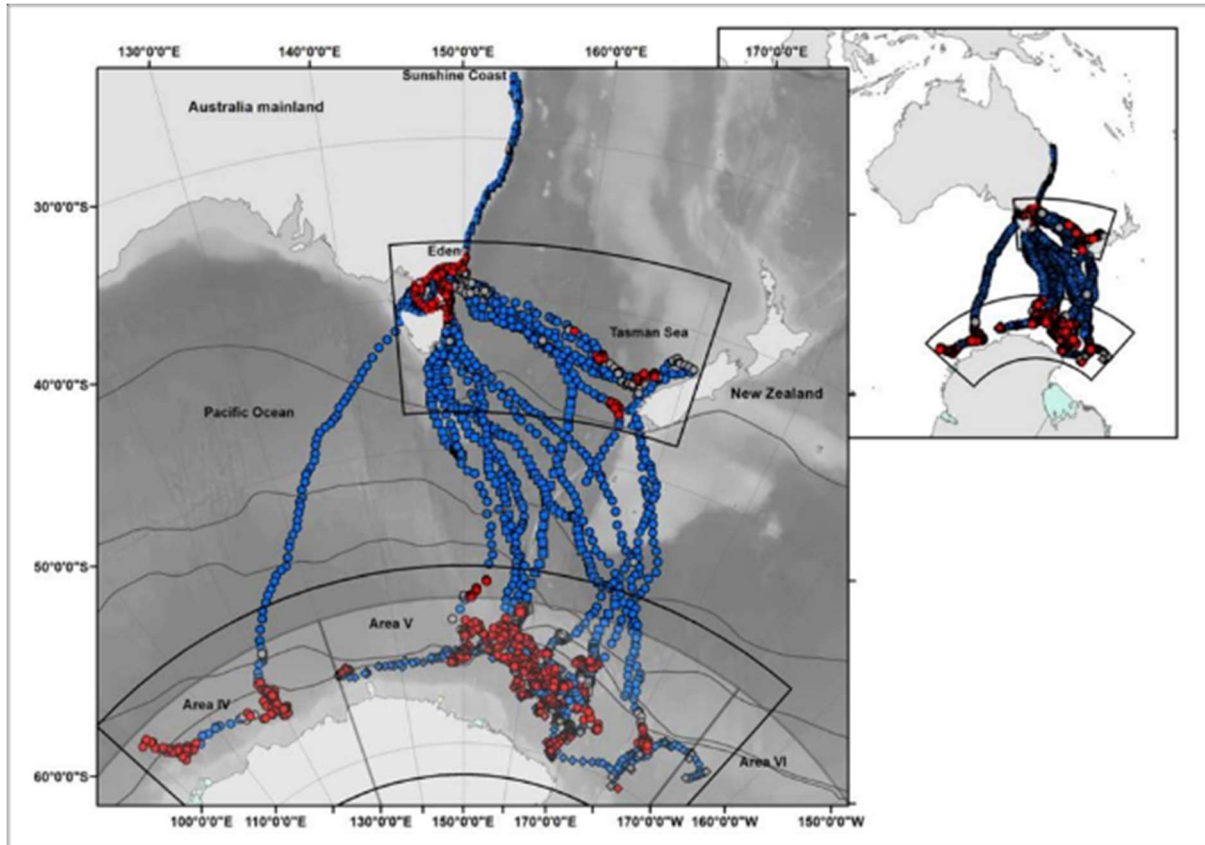 130°0'0"E 140°0'0"E 150°0'0"E 160°0'0"E 170°0'0"E
Sunshine Coast
Australia mainland
30°0'0"S
Eden
Tasman Sea
40°0'0"S
New Zealand
Pacific Ocean
50°0'0"S
Area V
Area IV
Area VI
60°0'0"S
100°0'0"E 110°0'0"E 130°0'0"E 150°0'0"E 170°0'0"E 170°0'0"W 160°0'0"W 150°0'0"W